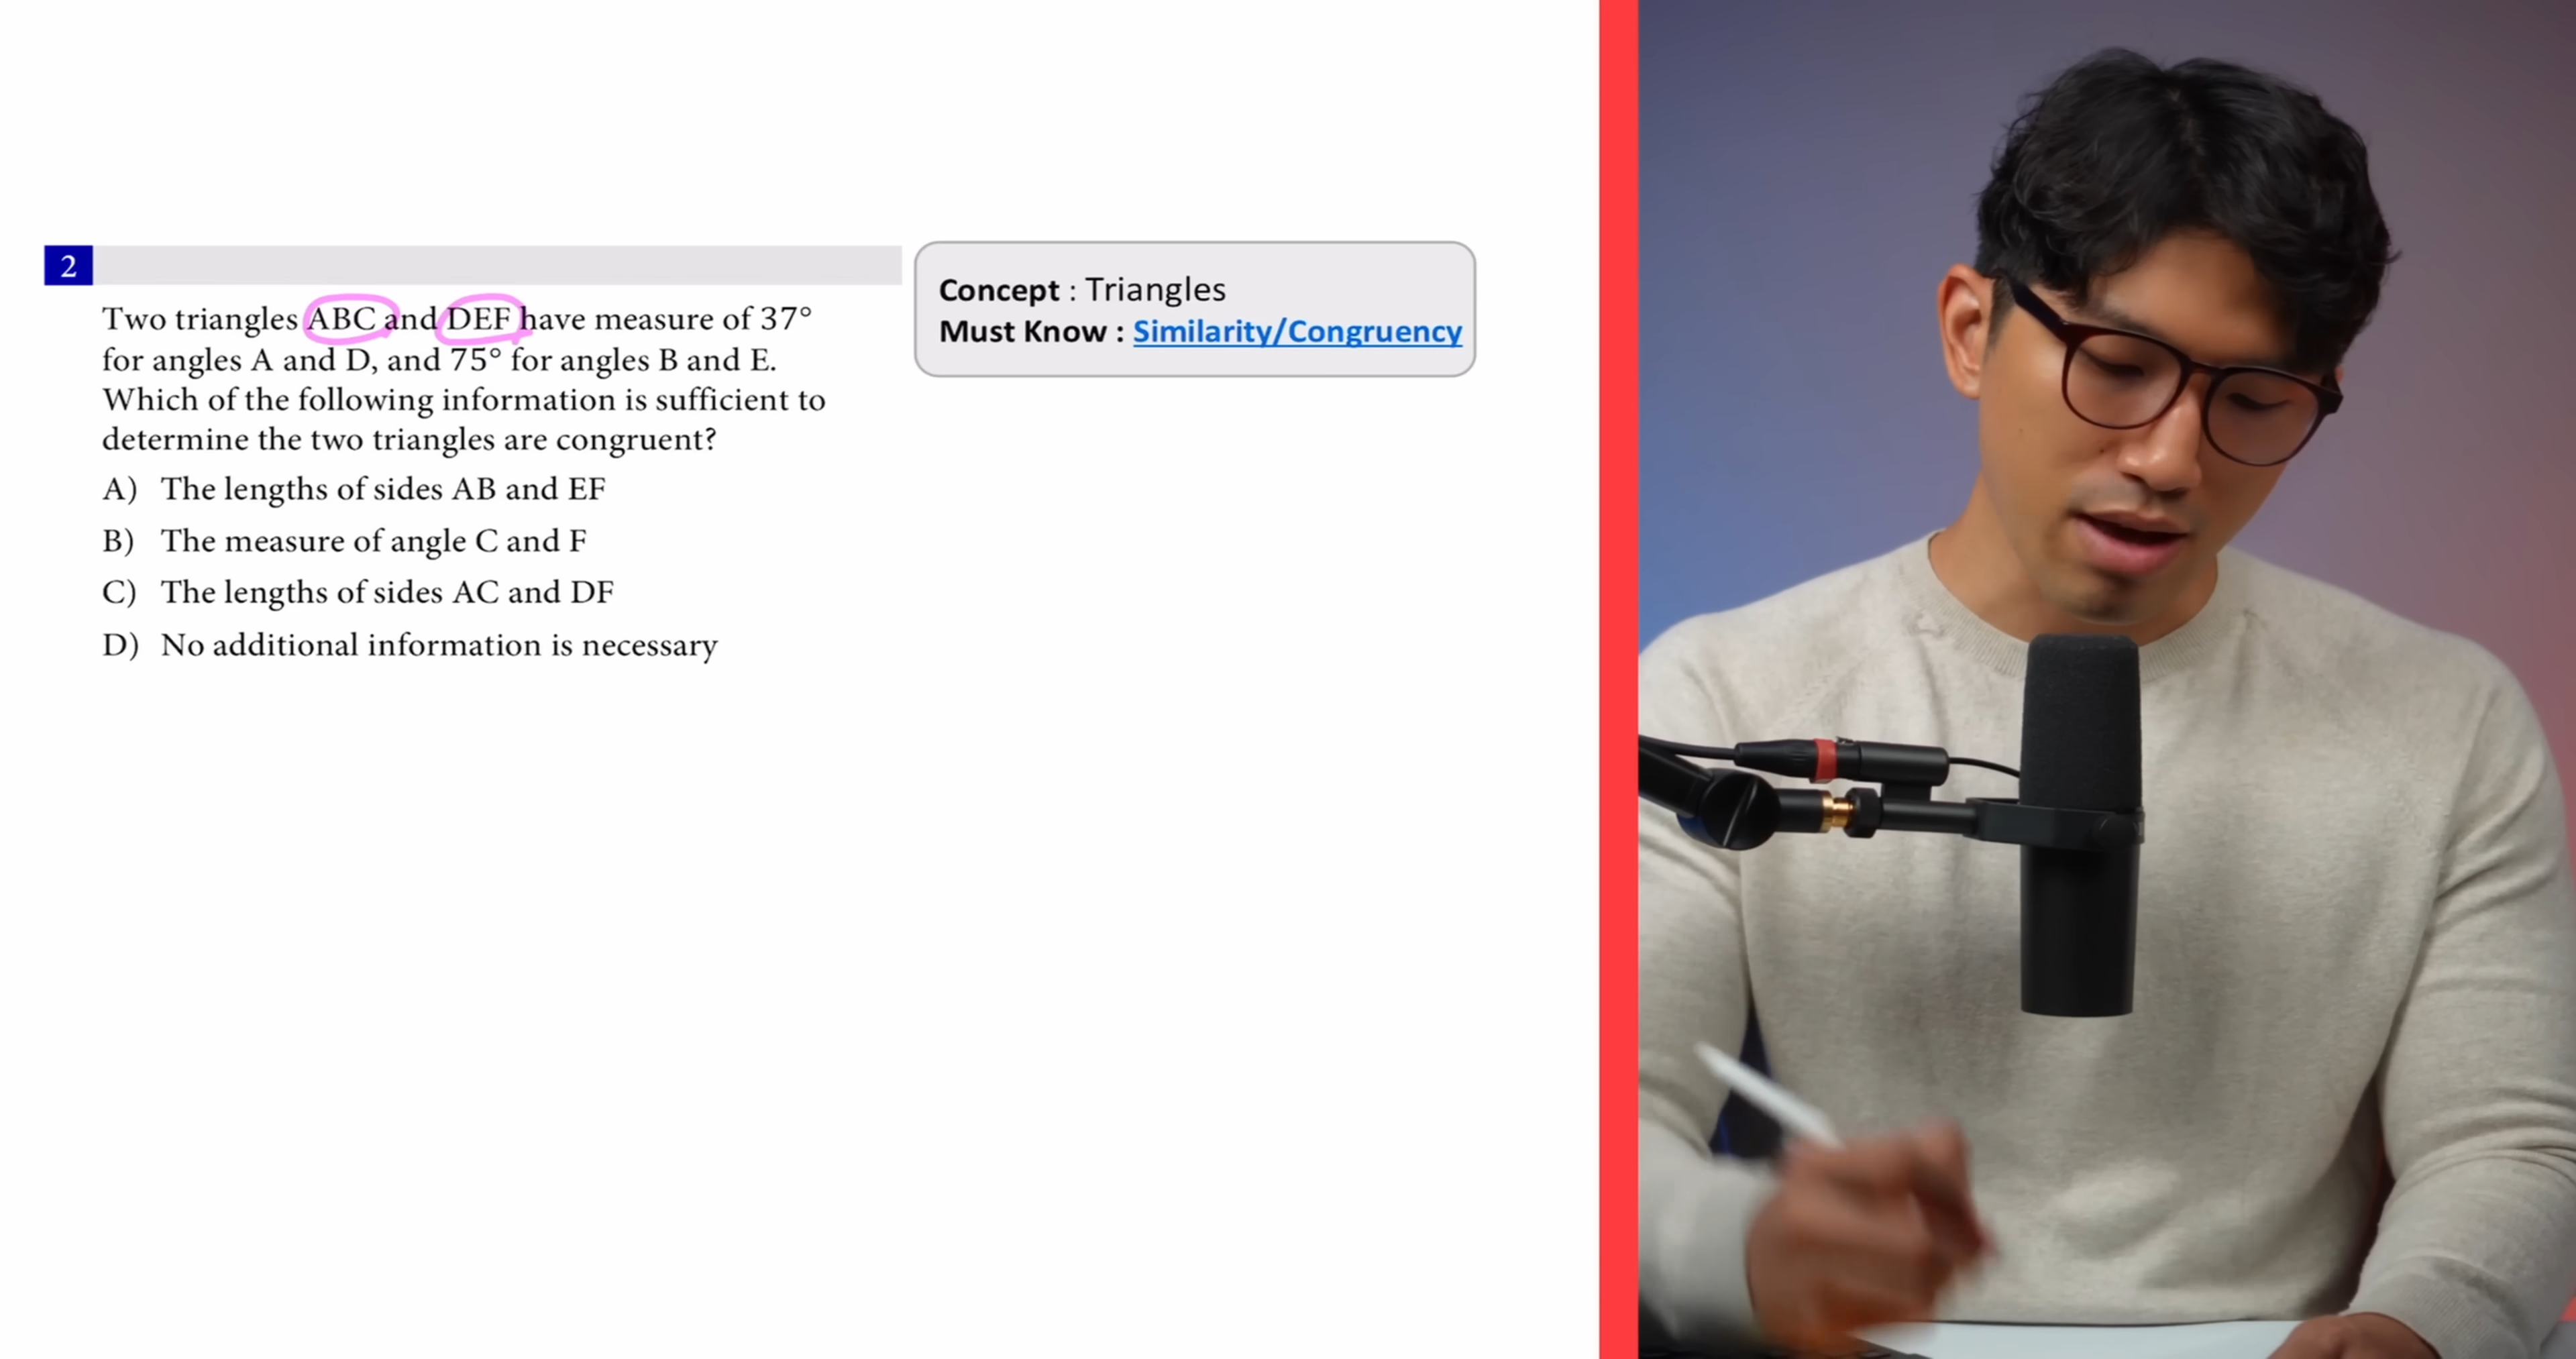 2
Two triangles ABC and DEF have measure of 37°
for angles A and D, and 75° for angles B and E.
Which of the following information is sufficient to
determine the two triangles are congruent?
A) The lengths of sides AB and EF
B) The measure of angle C and F
C) The lengths of sides AC and DF
D) No additional information is necessary
Concept : Triangles
Must Know : Similarity/Congruency